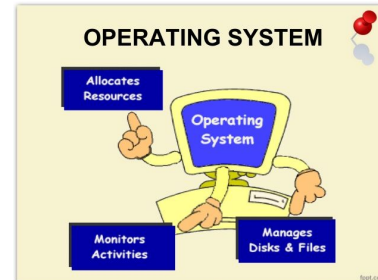 OPERATING SYSTEM
Allocates
Resources
Operating
System
Monitors
Activities
Manages
Disks & Files